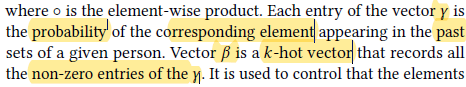 where ∘ is the element-wise product. Each entry of the vector γ is
the probability of the corresponding element appearing in the past
sets of a given person. Vector β is a k-hot vector that records all
the non-zero entries of the γ. It is used to control that the elements